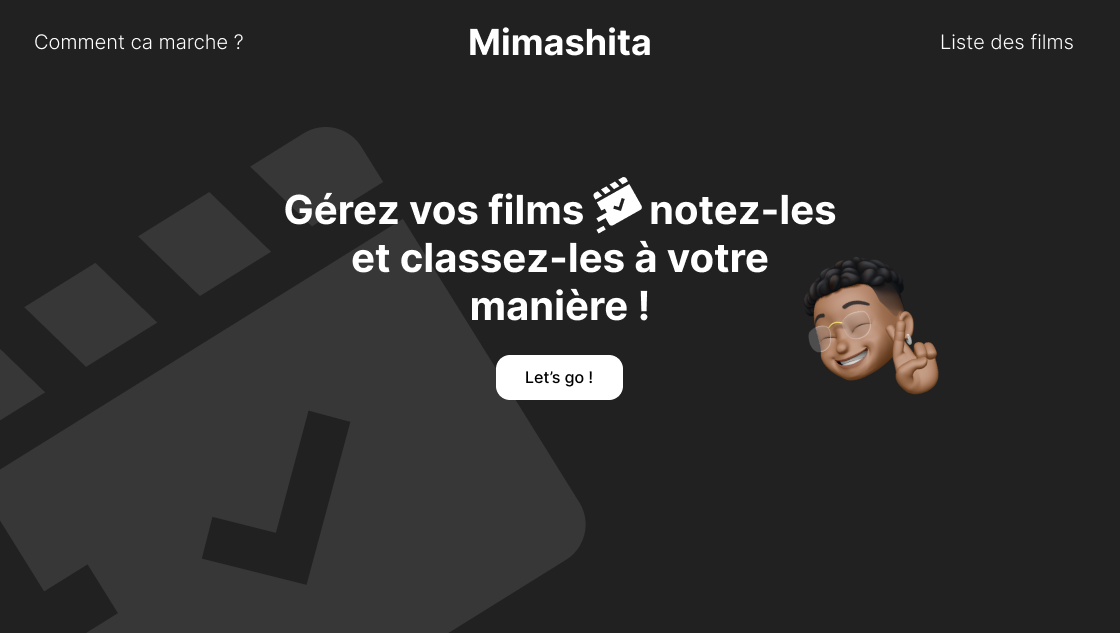 Comment ca marche ?
Mimashita
Liste des films
Gérez vos films notez-les
et classez-les à votre
manière !
Let’s go !